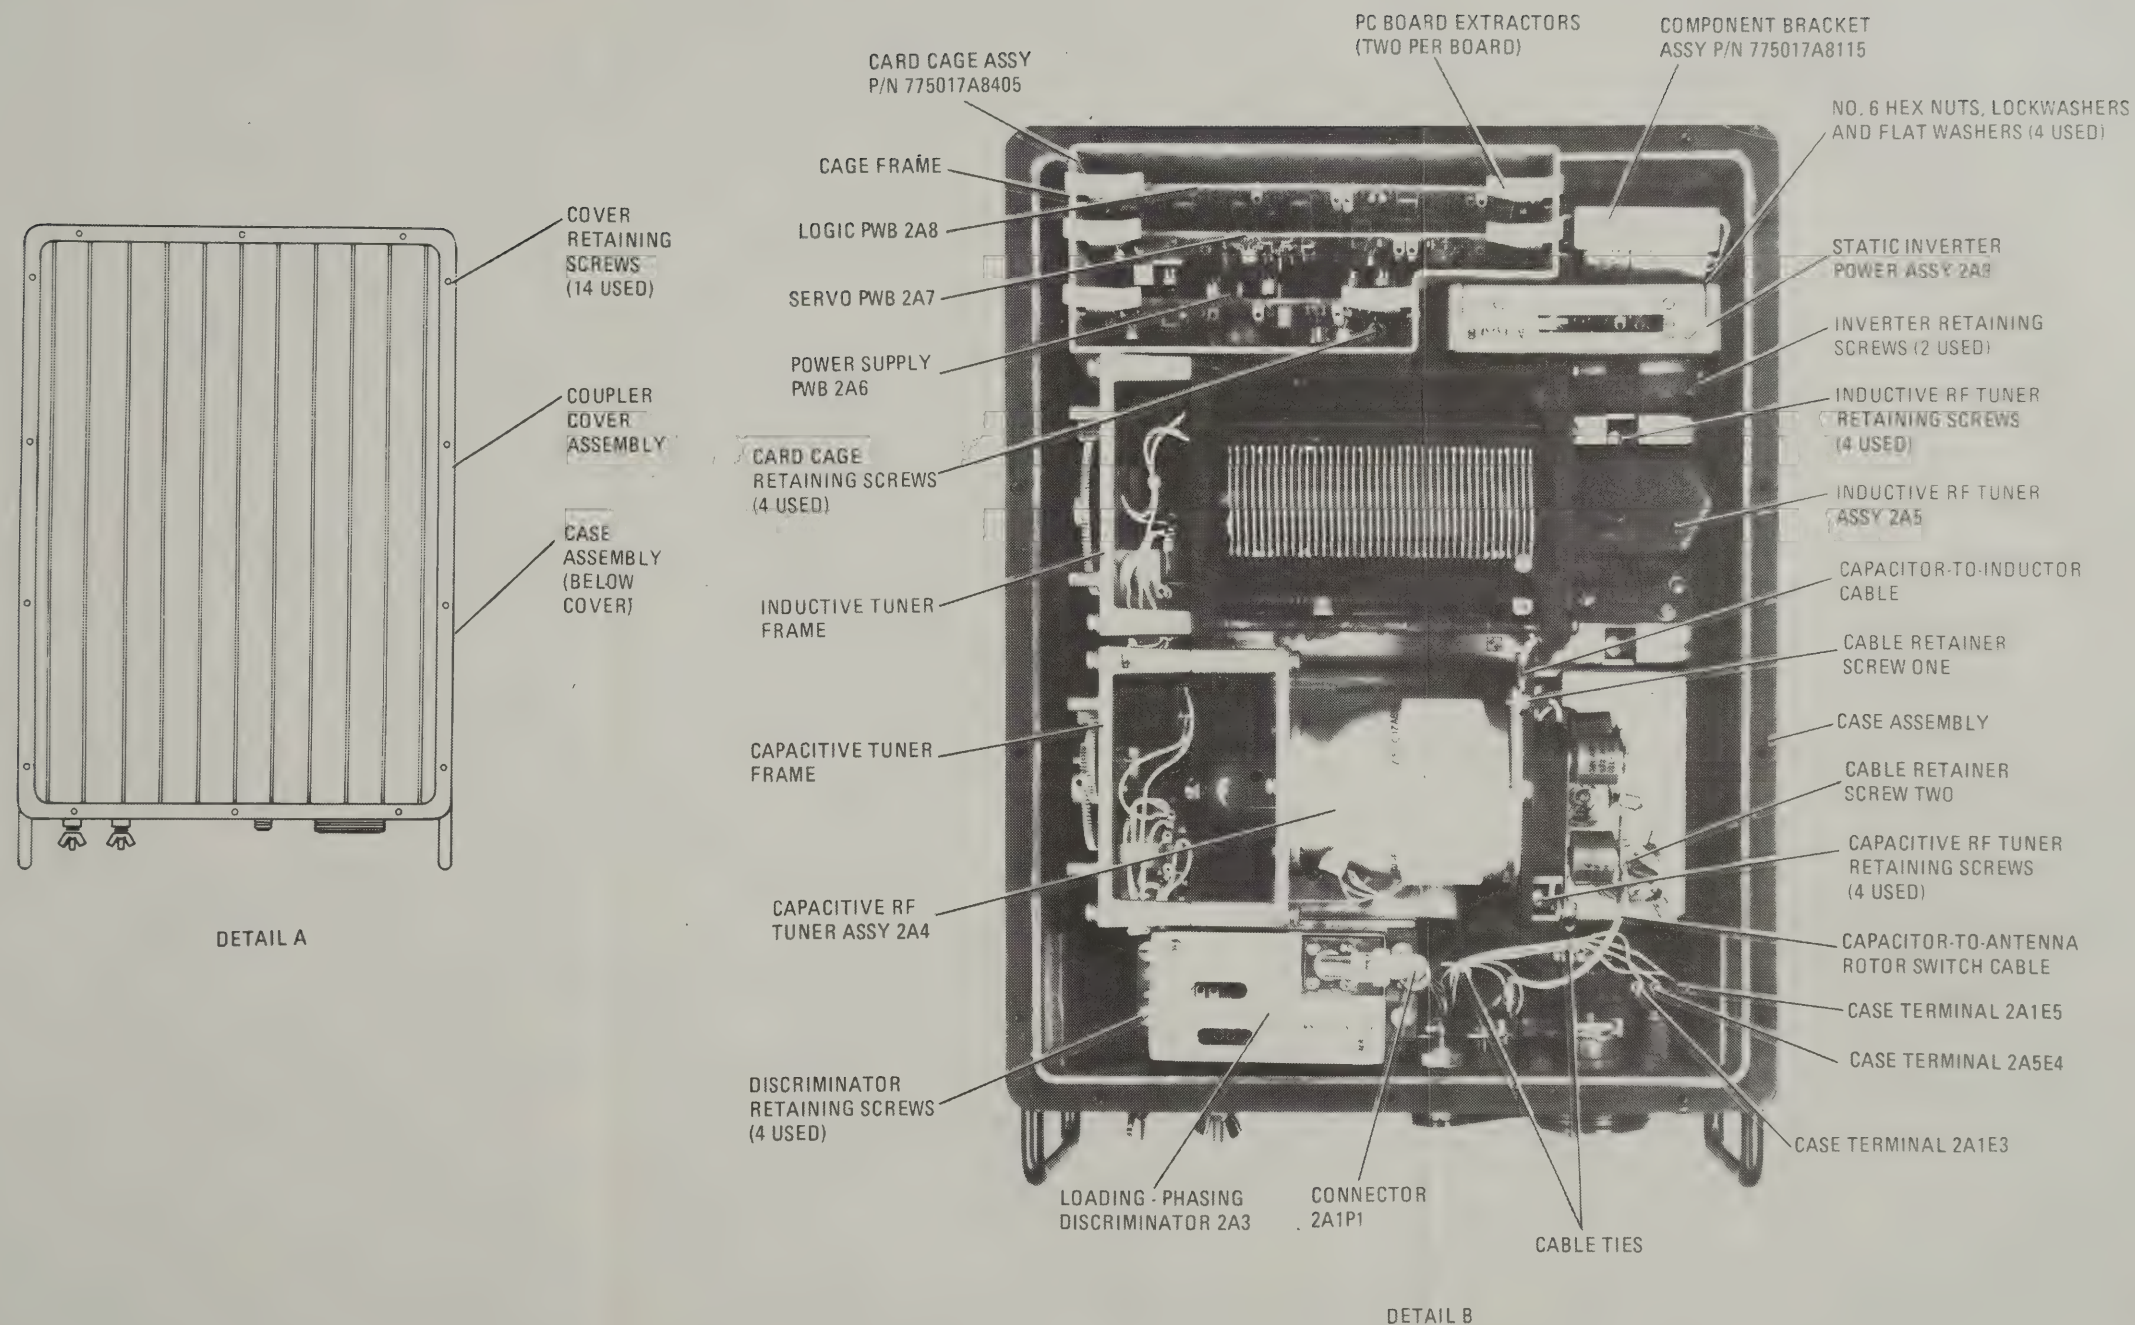 COVER
RETAINING
SCREWS
(14 USED)
COUPLER
COVER
ASSEMBLY
CASE
ASSEMBLY
(BELOW
COVER)
DETAIL A
CARD CAGE ASSY
P/N 775017A8405
CAGE FRAME
LOGIC PWB 2A8
SERVO PWB 2A7
POWER SUPPLY
PWB 2A6
CARD CAGE
RETAINING SCREWS
(4 USED)
INDUCTIVE TUNER
FRAME
CAPACITIVE TUNER
FRAME
CAPACITIVE RF
TUNER ASSY 2A4
DISCRIMINATOR
RETAINING SCREWS
(4 USED)
LOADING - PHASING
DISCRIMINATOR 2A3
CONNECTOR
2A1P1
CABLE TIES
PC BOARD EXTRACTORS
(TWO PER BOARD)
COMPONENT BRACKET
ASSY P/N 775017A8115
NO. 6 HEX NUTS, LOCKWASHERS
AND FLAT WASHERS (4 USED)
STATIC INVERTER
POWER ASSY 2A9
INVERTER RETAINING
SCREWS (2 USED)
INDUCTIVE RF TUNER
RETAINING SCREWS
(4 USED)
INDUCTIVE RF TUNER
ASSY 2A5
CAPACITOR-TO-INDUCTOR
CABLE
CABLE RETAINER
SCREW ONE
CASE ASSEMBLY
CABLE RETAINER
SCREW TWO
CAPACITIVE RF TUNER
RETAINING SCREWS
(4 USED)
CAPACITOR-TO-ANTENNA
ROTOR SWITCH CABLE
CASE TERMINAL 2A1E5
CASE TERMINAL 2A5E4
CASE TERMINAL 2A1E3
DETAIL B